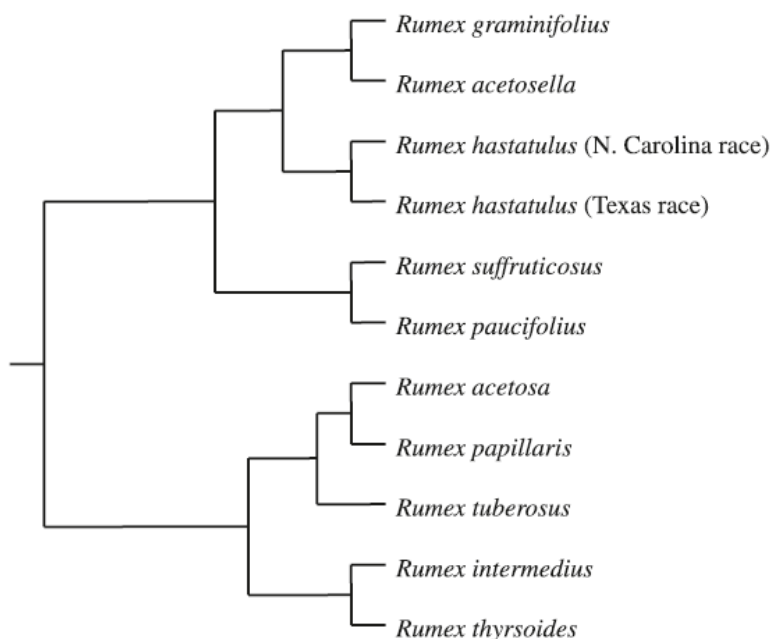 Rumex graminifolius
Rumex acetosella
Rumex hastatulus (N. Carolina race)
Rumex hastatulus (Texas race)
Rumex suffruticosus
Rumex paucifolius
Rumex acetosa
Rumex papillaris
Rumex tuberosus
Rumex intermedius
Rumex thyrsoides